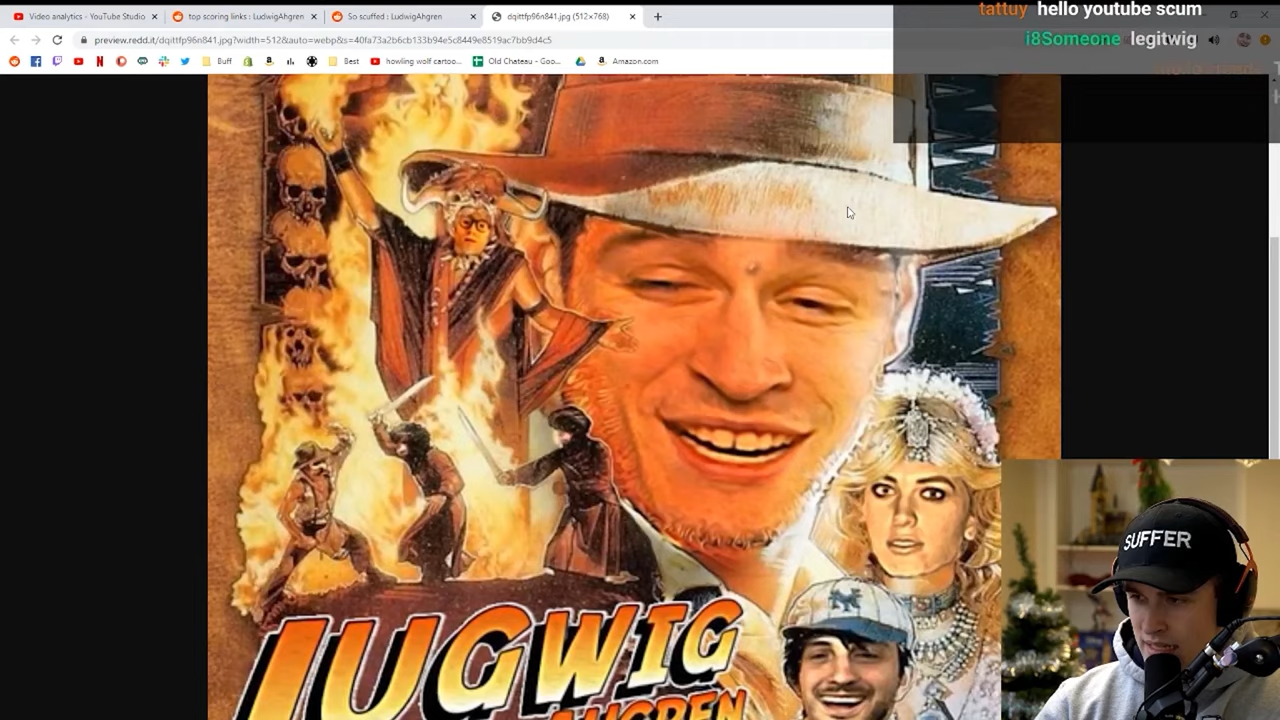 Video analytics - YouTube Studio
top scoring links : LudwigAhgren
So scuffed : LudwigAhgren
dqittfp96n841.jpg (512×768)
tattuy hello youtube scum
preview.redd.it/dqittfp96n841.jpg?width=512&auto=webp&s=40fa73a2b6cb133b94e5c8449e8519ac7bb9d4c5
i8Someone legitwig
Buff
Best
howling wolf cartoo...
Old Chateau - Goo...
Amazon.com
SUFFER
LUGWIG
AHGREN